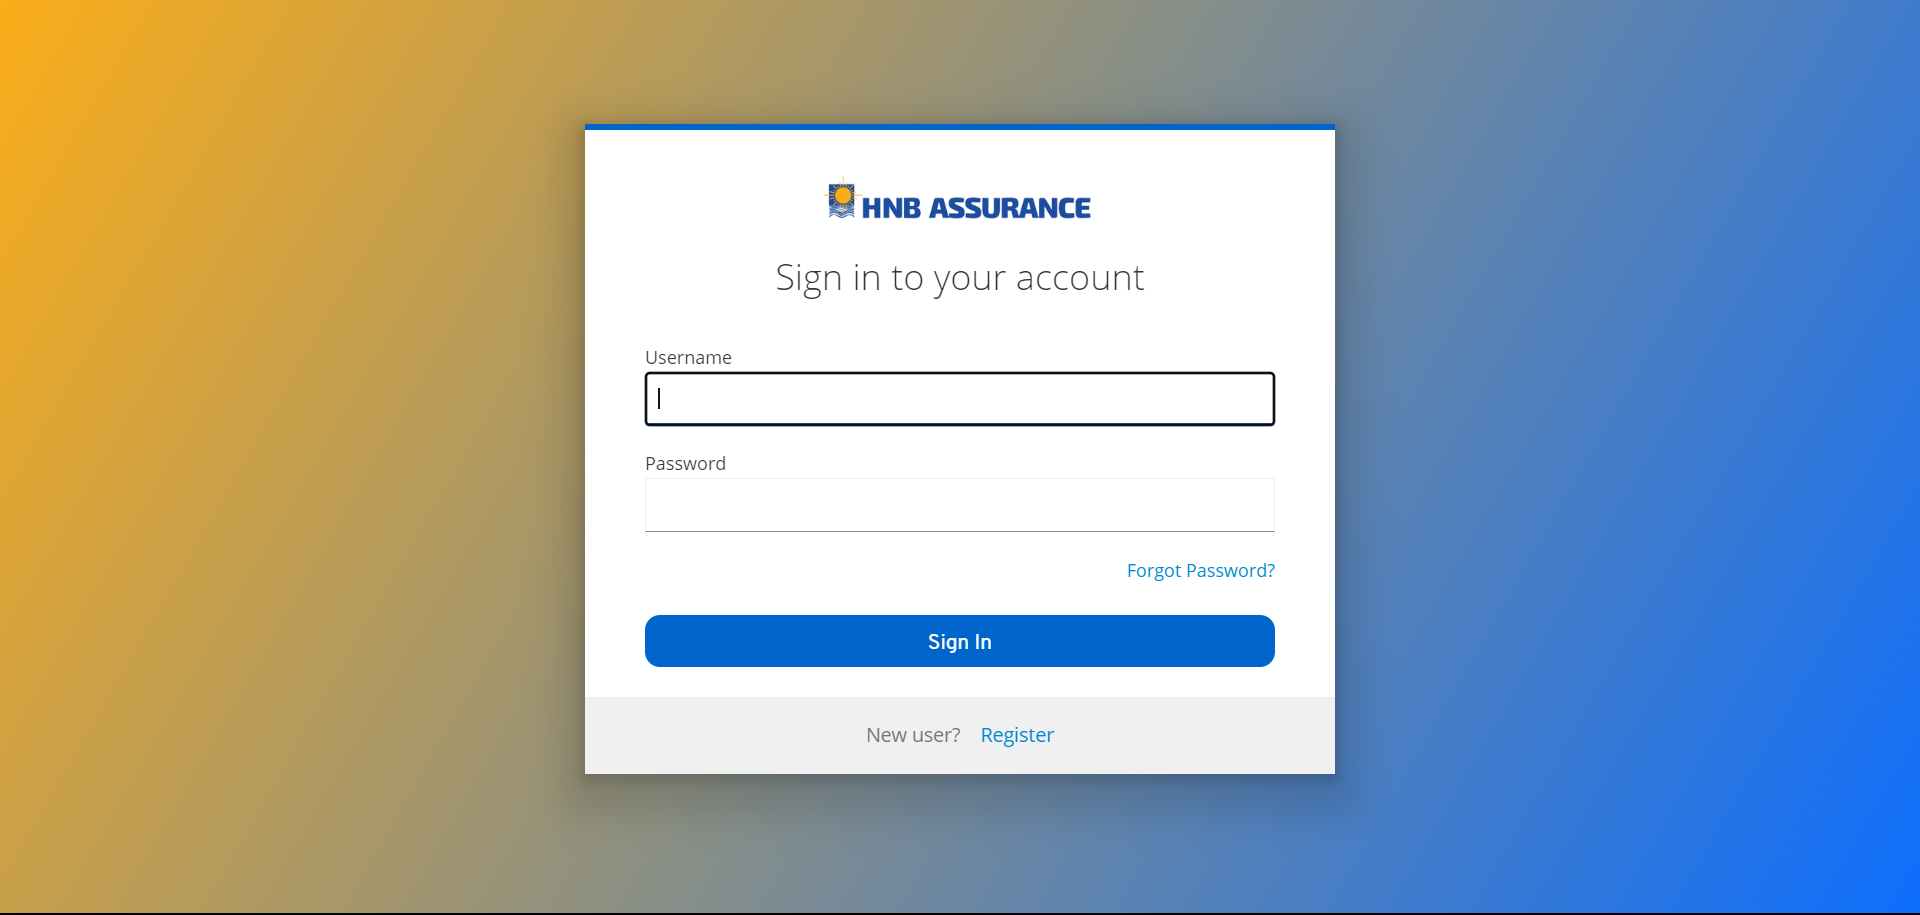 HNB ASSURANCE
Sign in to your account
Username
Password
Forgot Password?
Sign In
New user? Register